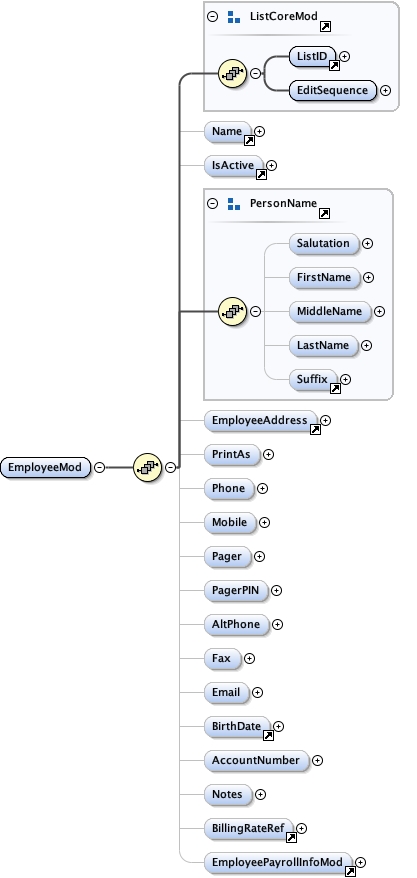 ListCoreMod
ListID
EditSequence
Name
IsActive
PersonName
Salutation
FirstName
MiddleName
LastName
Suffix
EmployeeMod
EmployeeAddress
PrintAs
Phone
Mobile
Pager
PagerPIN
AltPhone
Fax
Email
BirthDate
AccountNumber
Notes
BillingRateRef
EmployeePayrollInfoMod